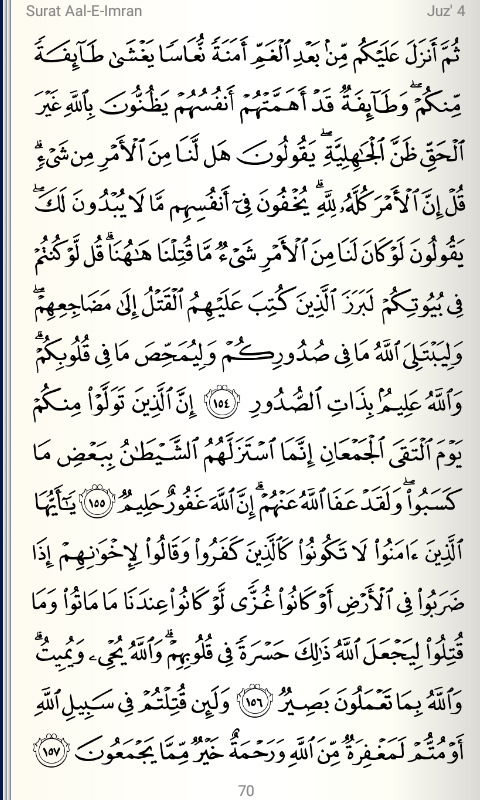 Surat Aal-E-Imran Juz' 4
ثُمَّ أَنزَلَ عَلَيْكُم مِّنۢ بَعْدِ ٱلْغَمِّ أَمَنَةً نُّعَاسًا يَغْشَىٰ طَآئِفَةً
مِّنكُمْ ۖ وَطَآئِفَةٌ قَدْ أَهَمَّتْهُمْ أَنفُسُهُمْ يَظُنُّونَ بِٱللَّهِ غَيْرَ
ٱلْحَقِّ ظَنَّ ٱلْجَٰهِلِيَّةِ ۖ يَقُولُونَ هَل لَّنَا مِنَ ٱلْأَمْرِ مِن شَىْءٍ ۗ
قُلْ إِنَّ ٱلْأَمْرَ كُلَّهُۥ لِلَّهِ ۗ يُخْفُونَ فِىٓ أَنفُسِهِم مَّا لَا يُبْدُونَ لَكَ ۖ
يَقُولُونَ لَوْ كَانَ لَنَا مِنَ ٱلْأَمْرِ شَىْءٌ مَّا قُتِلْنَا هَٰهُنَا ۗ قُل لَّوْ كُنتُمْ
فِى بُيُوتِكُمْ لَبَرَزَ ٱلَّذِينَ كُتِبَ عَلَيْهِمُ ٱلْقَتْلُ إِلَىٰ مَضَاجِعِهِمْ ۖ
وَلِيَبْتَلِىَ ٱللَّهُ مَا فِى صُدُورِكُمْ وَلِيُمَحِّصَ مَا فِى قُلُوبِكُمْ ۗ
وَٱللَّهُ عَلِيمٌۢ بِذَاتِ ٱلصُّدُورِ ١٥٤ إِنَّ ٱلَّذِينَ تَوَلَّوْا۟ مِنكُمْ
يَوْمَ ٱلْتَقَى ٱلْجَمْعَانِ إِنَّمَا ٱسْتَزَلَّهُمُ ٱلشَّيْطَٰنُ بِبَعْضِ مَا
كَسَبُوا۟ ۖ وَلَقَدْ عَفَا ٱللَّهُ عَنْهُمْ ۗ إِنَّ ٱللَّهَ غَفُورٌ حَلِيمٌ ١٥٥ يَٰٓأَيُّهَا
ٱلَّذِينَ ءَامَنُوا۟ لَا تَكُونُوا۟ كَٱلَّذِينَ كَفَرُوا۟ وَقَالُوا۟ لِإِخْوَٰنِهِمْ إِذَا
ضَرَبُوا۟ فِى ٱلْأَرْضِ أَوْ كَانُوا۟ غُزًّى لَّوْ كَانُوا۟ عِندَنَا مَا مَاتُوا۟ وَمَا
قُتِلُوا۟ لِيَجْعَلَ ٱللَّهُ ذَٰلِكَ حَسْرَةً فِى قُلُوبِهِمْ ۗ وَٱللَّهُ يُحْىِۦ وَيُمِيتُ ۗ
وَٱللَّهُ بِمَا تَعْمَلُونَ بَصِيرٌ ١٥٦ وَلَئِن قُتِلْتُمْ فِى سَبِيلِ ٱللَّهِ
أَوْ مُتُّمْ لَمَغْفِرَةٌ مِّنَ ٱللَّهِ وَرَحْمَةٌ خَيْرٌ مِّمَّا يَجْمَعُونَ ١٥٧
70